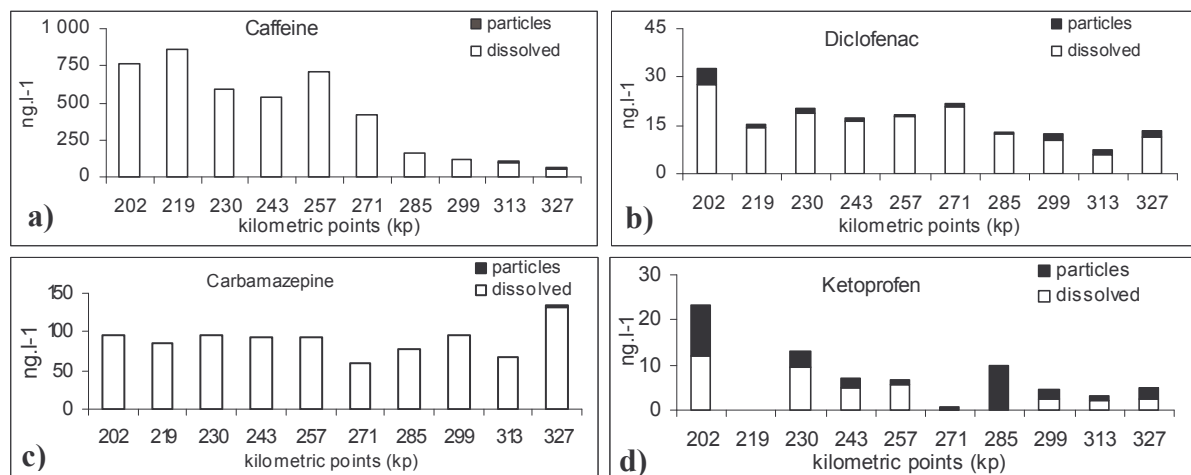 Caffeine
particles
dissolved
ng.l-1
1 000
750
500
250
0
202 219 230 243 257 271 285 299 313 327
kilometric points (kp)
a)
Diclofenac
particles
dissolved
ng.l-1
45
30
15
0
202 219 230 243 257 271 285 299 313 327
kilometric points (kp)
b)
Carbamazepine
particles
dissolved
ng.l-1
150
100
50
0
202 219 230 243 257 271 285 299 313 327
kilometric points (kp)
c)
Ketoprofen
particles
dissolved
ng.l-1
30
20
10
0
202 219 230 243 257 271 285 299 313 327
kilometric points (kp)
d)